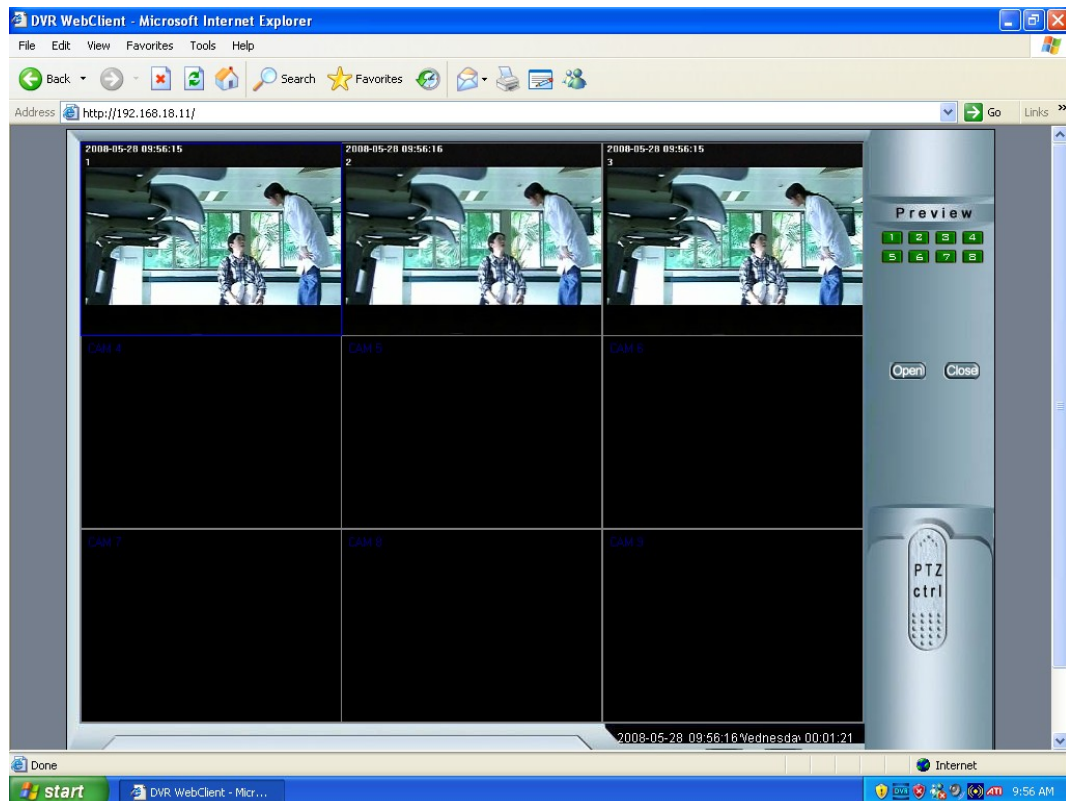 DVR WebClient - Microsoft Internet Explorer
File Edit View Favorites Tools Help
Back Search Favorites
Address http://192.168.18.11/ Go Links »
2008-05-28 09:56:15
1
2008-05-28 09:56:16
2
2008-05-28 09:56:15
3
Preview
1 2 3 4
5 6 7 8
CAM 4 CAM 5 CAM 6
Open Close
CAM 7 CAM 8 CAM 9
PTZ
ctrl
2008-05-28 09:56:16 Wednesday 00:01:21
Done Internet
start DVR WebClient - Micr... DVR ATI 9:56 AM